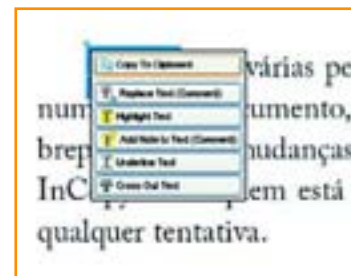 várias pe
Copy To Clipboard
Replace Text (Comment)
num umento,
Highlight Text
Add Note to Text (Comment)
brep nudanças
Underline Text
InC em está
Cross Out Text
qualquer tentativa.